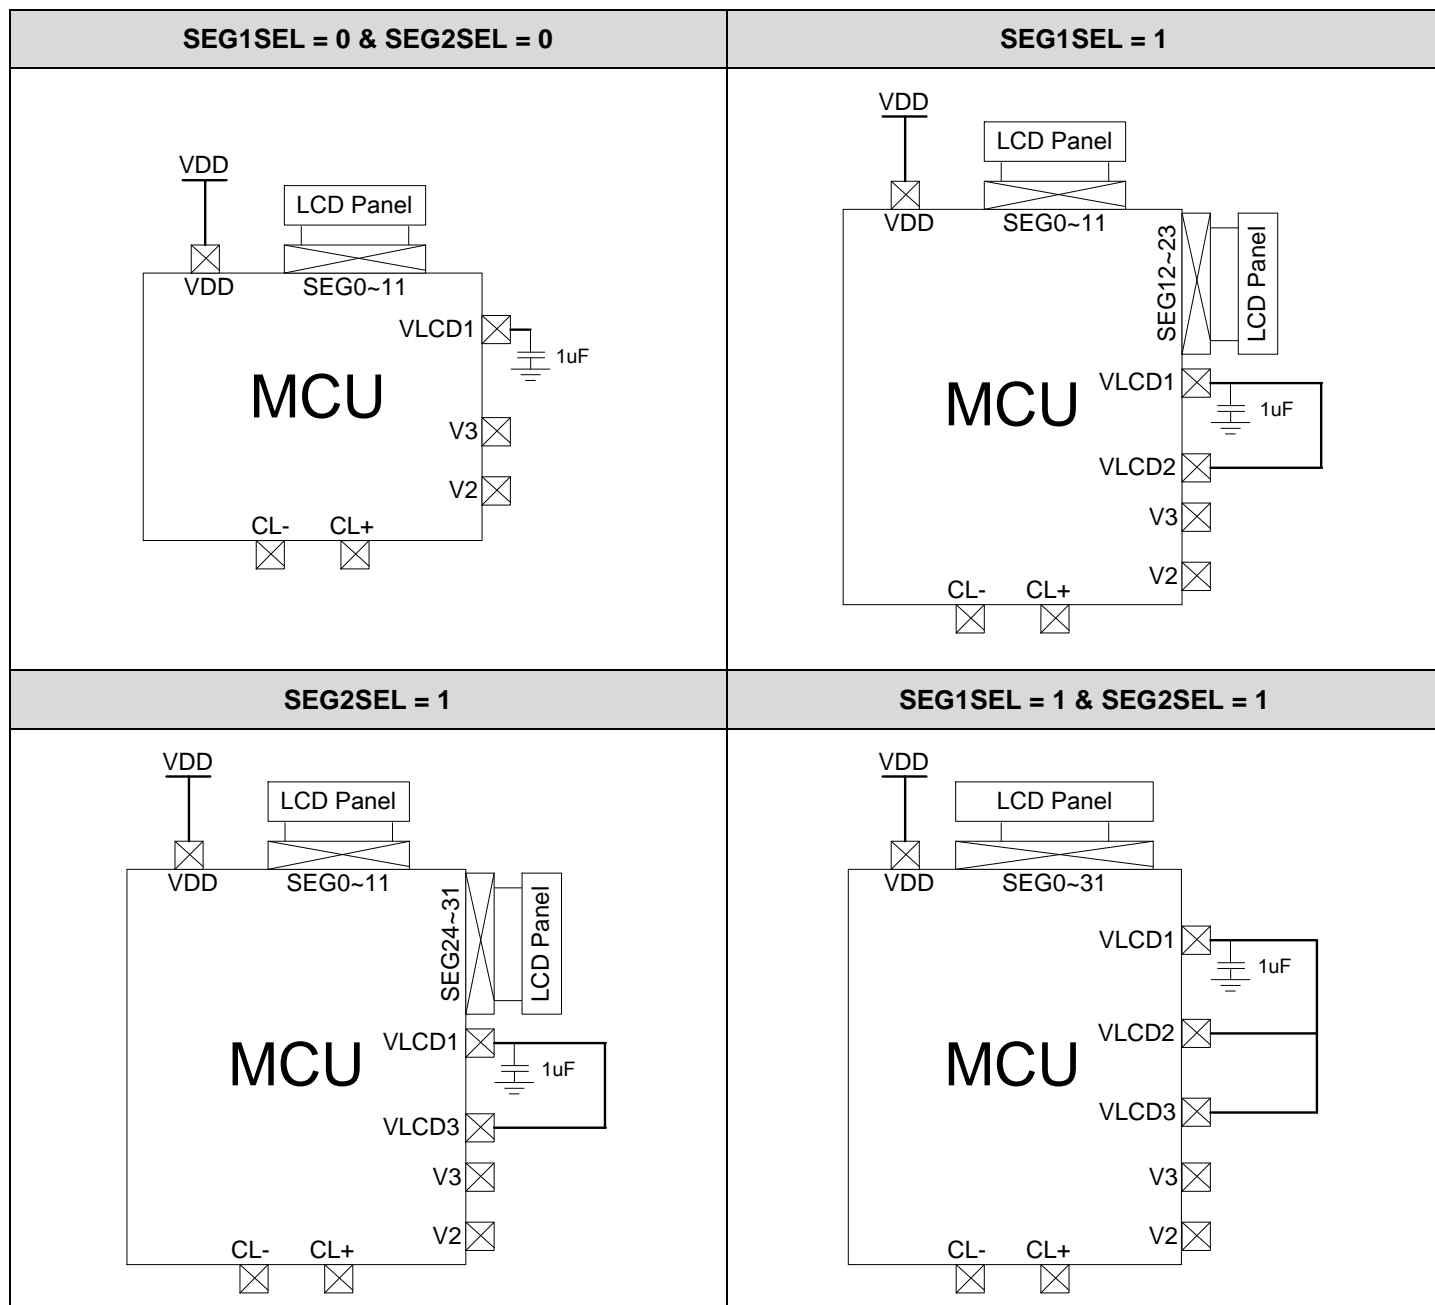 SEG1SEL = 0 & SEG2SEL = 0
SEG1SEL = 1
VDD
LCD Panel
VDD
SEG0~11
VLCD1
1uF
MCU
V3
V2
CL-
CL+
VDD
LCD Panel
VDD
SEG0~11
SEG12~23
LCD Panel
VLCD1
1uF
MCU
VLCD2
V3
V2
CL-
CL+
SEG2SEL = 1
SEG1SEL = 1 & SEG2SEL = 1
VDD
LCD Panel
VDD
SEG0~11
SEG24~31
LCD Panel
VLCD1
1uF
MCU
VLCD3
V3
V2
CL-
CL+
VDD
LCD Panel
VDD
SEG0~31
VLCD1
1uF
VLCD2
MCU
VLCD3
V3
V2
CL-
CL+